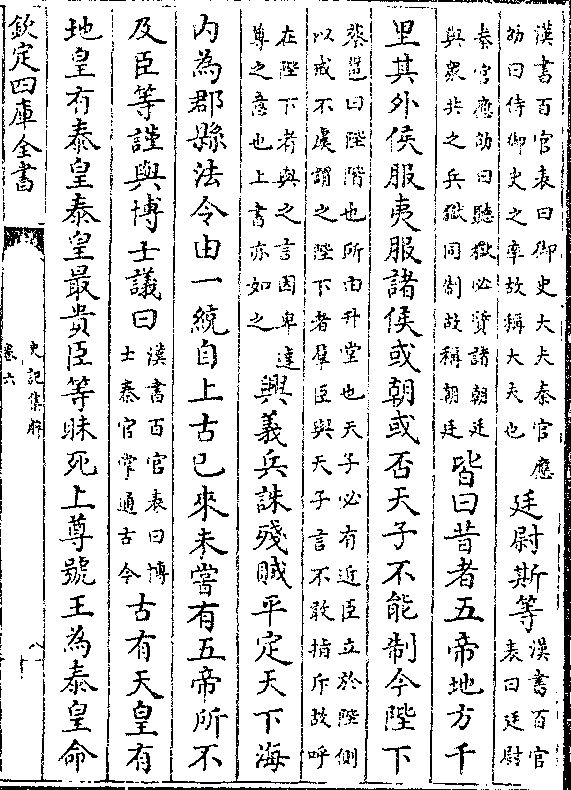 漢書百官表曰御史大夫秦官應
劭曰侍御史之率故稱大夫也
廷尉斯等
漢書百官
表曰廷尉
秦官應劭曰聽獄必質諸朝廷
與衆共之兵獄同制故稱朝廷
皆曰昔者五帝地方千
里其外侯服夷服諸侯或朝或否天子不能制今陛下
蔡邕曰陛階也所由升堂也天子必有近臣立於陛側
以戒不虞謂之陛下者羣臣與天子言不敢指斥故呼
在陛下者與之言因卑達
尊之意也上書亦如之
興義兵誅殘賊平定天下海
内為郡縣法令由一統自上古已來未嘗有五帝所不
及臣等謹與博士議曰
漢書百官表曰博
士秦官掌通古今
古有天皇有
地皇有泰皇泰皇最貴臣等昧死上尊號王為泰皇命
欽定四庫全書
史記集解
卷六